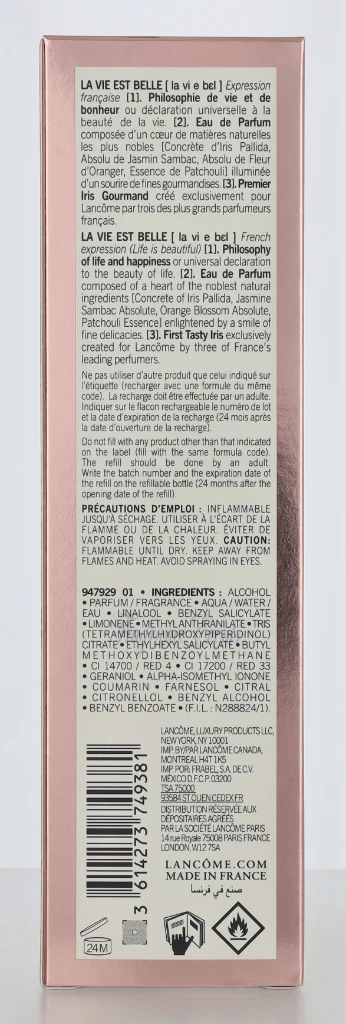 LA VIE EST BELLE [ la vi ɛ bɛl ] Expression
française [1]. Philosophie de vie et de
bonheur ou déclaration universelle à la
beauté de la vie. [2]. Eau de Parfum
composée d'un cœur de matières naturelles
les plus nobles [Concrète d'Iris Pallida,
Absolu de Jasmin Sambac, Absolu de Fleur
d'Oranger, Essence de Patchouli] illuminée
d'un sourire de fines gourmandises. [3]. Premier
Iris Gourmand créé exclusivement pour
Lancôme par trois des plus grands parfumeurs
français.
LA VIE EST BELLE [ la vi ɛ bɛl ] French
expression (Life is beautiful) [1]. Philosophy
of life and happiness or universal declaration
to the beauty of life. [2]. Eau de Parfum
composed of a heart of the noblest natural
ingredients [Concrete of Iris Pallida, Jasmine
Sambac Absolute, Orange Blossom Absolute,
Patchouli Essence] enlightened by a smile of
fine delicacies. [3]. First Tasty Iris exclusively
created for Lancôme by three of France's
leading perfumers.
Ne pas utiliser d'autre produit que celui indiqué sur
l'étiquette (recharger avec une formule du même
code). La recharge doit être effectuée par un adulte.
Indiquer sur le flacon rechargeable le numéro de lot
et la date d'expiration de la recharge (24 mois après
la date d'ouverture de la recharge).
Do not fill with any product other than that indicated
on the label (fill with the same formula code).
The refill should be done by an adult.
Write the batch number and the expiration date of
the refill on the refillable bottle (24 months after the
opening date of the refill).
PRÉCAUTIONS D'EMPLOI : INFLAMMABLE
JUSQU'À SÉCHAGE. UTILISER À L'ÉCART DE LA
FLAMME OU DE LA CHALEUR. ÉVITER DE
VAPORISER VERS LES YEUX. CAUTION:
FLAMMABLE UNTIL DRY. KEEP AWAY FROM
FLAMES AND HEAT. AVOID SPRAYING IN EYES.
947929 01 • INGREDIENTS : ALCOHOL
• PARFUM / FRAGRANCE • AQUA / WATER /
EAU • LINALOOL • BENZYL SALICYLATE
• LIMONENE • METHYL ANTHRANILATE • TRIS
(TETRAMETHYLHYDROXYPIPERIDINOL)
CITRATE • ETHYLHEXYL SALICYLATE • BUTYL
METHOXYDIBENZOYLMETHANE
• CI 14700 / RED 4 • CI 17200 / RED 33
• GERANIOL • ALPHA-ISOMETHYL IONONE
• COUMARIN • FARNESOL • CITRAL
• CITRONELLOL • BENZYL ALCOHOL
• BENZYL BENZOATE • (F.I.L. : N288824/1).
LANCÔME, LUXURY PRODUCTS LLC,
NEW YORK, NY 10001
IMP. BY/PAR LANCÔME CANADA,
MONTREAL H4T 1K5
IMP. POR: FRABEL, S.A. DE C.V.
MÉXICO D.F. C.P. 03200
TSA 75000
93584 ST OUEN CEDEX FR
DISTRIBUTION RÉSERVÉE AUX
DÉPOSITAIRES AGRÉÉS
PAR LA SOCIÉTÉ LANCÔME PARIS
14 rue Royale 75008 PARIS FRANCE
LONDON, W12 7SA
LANCOME.COM
MADE IN FRANCE
صنع في فرنسا
3 614273 749381
24M